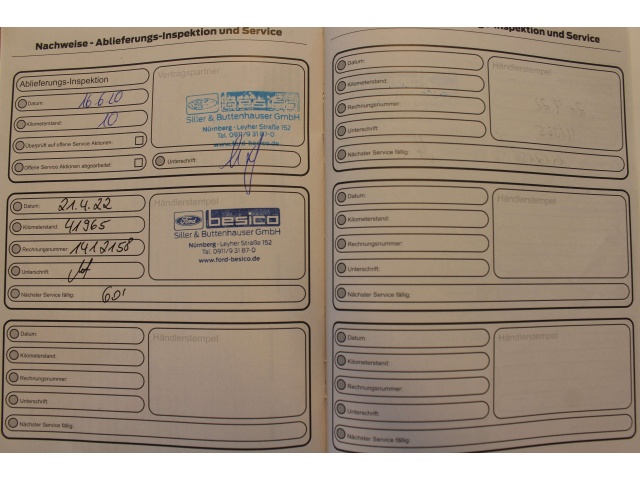 Nachweise - Ablieferungs-Inspektion und Service
Ablieferungs-Inspektion
Datum: 16.6.20
Kilometerstand: 10
Überprüft auf offene Service Aktionen:
Offene Service Aktionen abgearbeitet:
Vertragspartner
besico
Siller & Buttenhauser GmbH
Nürnberg · Leyher Straße 752
Tel. 0911/9 31 87-0
www.ford-besico.de
Unterschrift:
Datum: 21.4.22
Kilometerstand: 41965
Rechnungsnummer: 1412158
Unterschrift:
Nächster Service fällig: 60'
Händlerstempel
Ford besico
Siller & Buttenhauser GmbH
Nürnberg · Leyher Straße 752
Tel. 0911/9 31 87-0
www.ford-besico.de
Datum:
Kilometerstand:
Rechnungsnummer:
Unterschrift:
Nächster Service fällig:
Händlerstempel
-Inspektion und Service
Datum:
Kilometerstand:
Rechnungsnummer:
Unterschrift:
Nächster Service fällig:
Händlerstempel
Datum:
Kilometerstand:
Rechnungsnummer:
Unterschrift:
Nächster Service fällig:
Händlerstempel
Datum:
Kilometerstand:
Rechnungsnummer:
Unterschrift:
Nächster Service fällig:
Händlerstempel